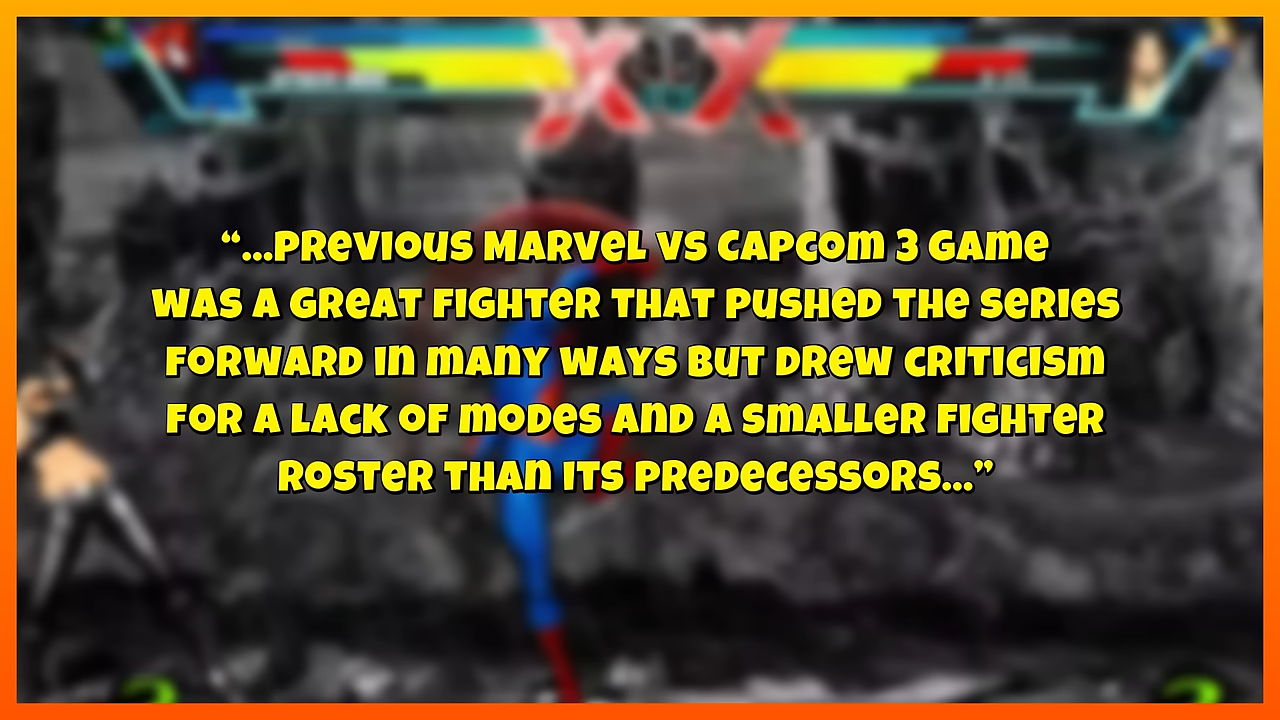 “...Previous Marvel vs Capcom 3 game
was a great fighter that pushed the series
forward in many ways but drew criticism
for a lack of modes and a smaller fighter
roster than its predecessors...”